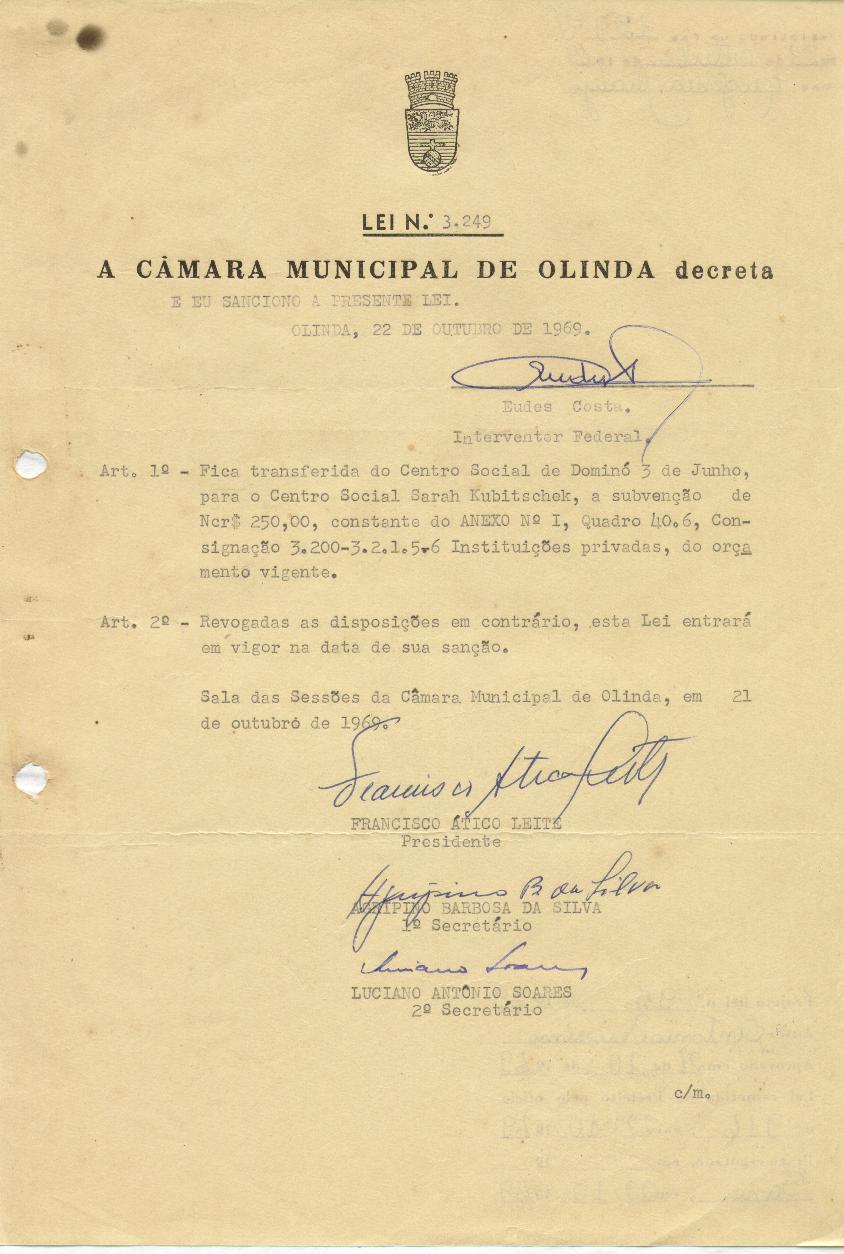 LEI N.º 3.249
A CÂMARA MUNICIPAL DE OLINDA decreta
E EU SANCIONO A PRESENTE LEI.
OLINDA, 22 DE OUTUBRO DE 1969.
Eudes Costa.
Interventor Federal.
Art. 1º - Fica transferida do Centro Social de Dominó 3 de Junho,
para o Centro Social Sarah Kubitschek, a subvenção de
Ncr$ 250,00, constante do ANEXO Nº I, Quadro 40.6, Con-
signação 3.200-3.2.1.5.6 Instituições privadas, do orça
mento vigente.
Art. 2º - Revogadas as disposições em contrário, esta Lei entrará
em vigor na data de sua sanção.
Sala das Sessões da Câmara Municipal de Olinda, em 21
de outubro de 1969.
Francisco Atico Leite
FRANCISCO ÁTICO LEITE
Presidente
Agripino B. da Silva
AGRIPINO BARBOSA DA SILVA
1º Secretário
Luciano Soares
LUCIANO ANTÔNIO SOARES
2º Secretário
c/m.